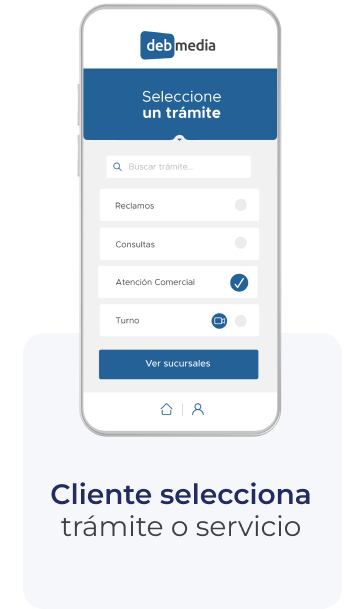 debmedia
Seleccione
un trámite
Buscar trámite...
Reclamos
Consultas
Atención Comercial
Turno
Ver sucursales
Cliente selecciona
trámite o servicio